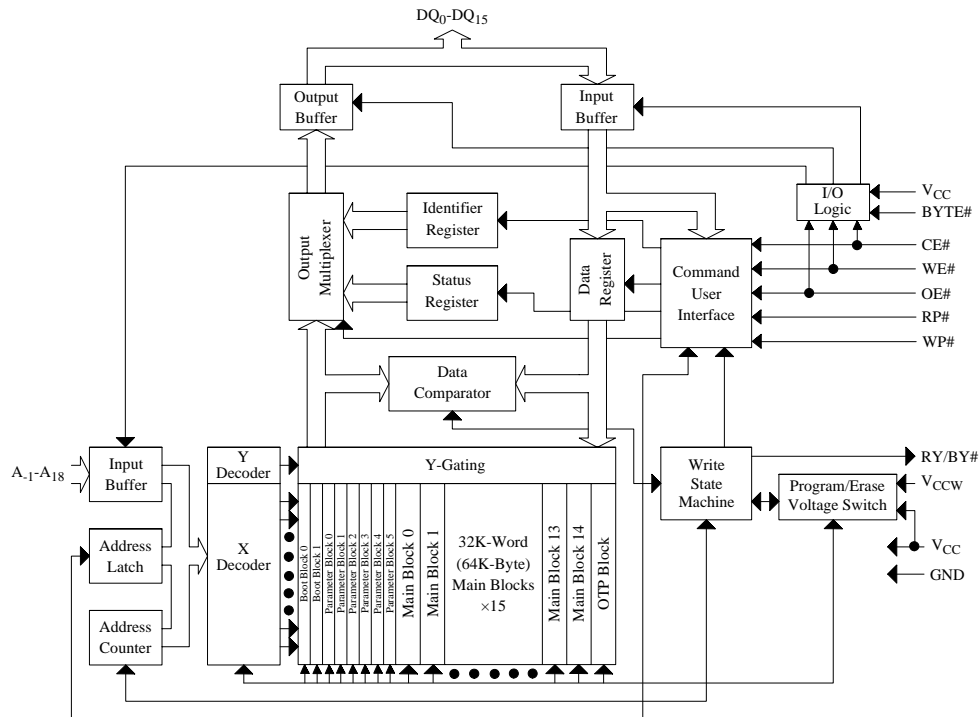 DQ0-DQ15
Output
Buffer
Input
Buffer
I/O
Logic
VCC
BYTE#
CE#
WE#
OE#
RP#
WP#
Output
Multiplexer
Identifier
Register
Status
Register
Data
Register
Command
User
Interface
Data
Comparator
A-1-A18
Input
Buffer
Y
Decoder
Y-Gating
Write
State
Machine
RY/BY#
Program/Erase
Voltage Switch
VCCW
VCC
GND
Address
Latch
Address
Counter
X
Decoder
Boot Block 0
Boot Block 1
Parameter Block 0
Parameter Block 1
Parameter Block 2
Parameter Block 3
Parameter Block 4
Parameter Block 5
Main Block 0
Main Block 1
32K-Word
(64K-Byte)
Main Blocks
×15
Main Block 13
Main Block 14
OTP Block